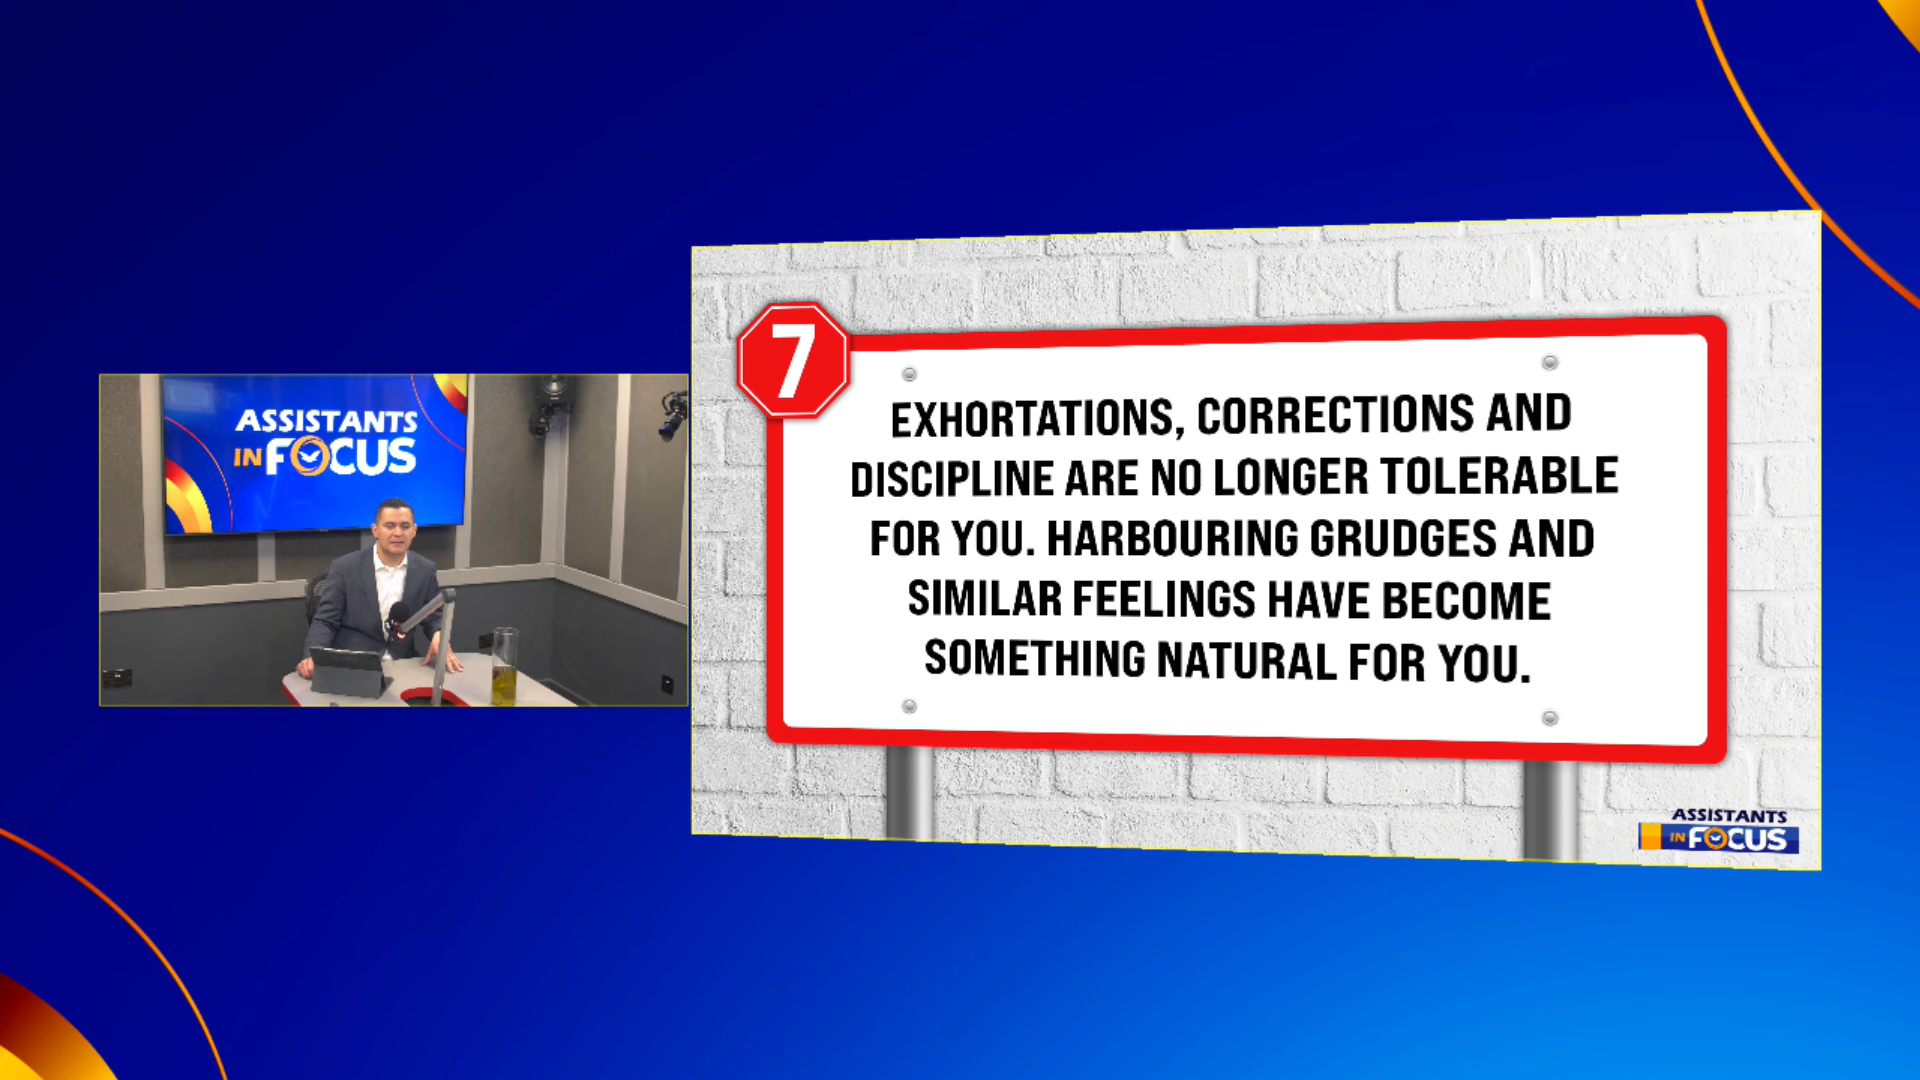 ASSISTANTS
IN FOCUS
7
EXHORTATIONS, CORRECTIONS AND
DISCIPLINE ARE NO LONGER TOLERABLE
FOR YOU. HARBOURING GRUDGES AND
SIMILAR FEELINGS HAVE BECOME
SOMETHING NATURAL FOR YOU.
ASSISTANTS
IN FOCUS